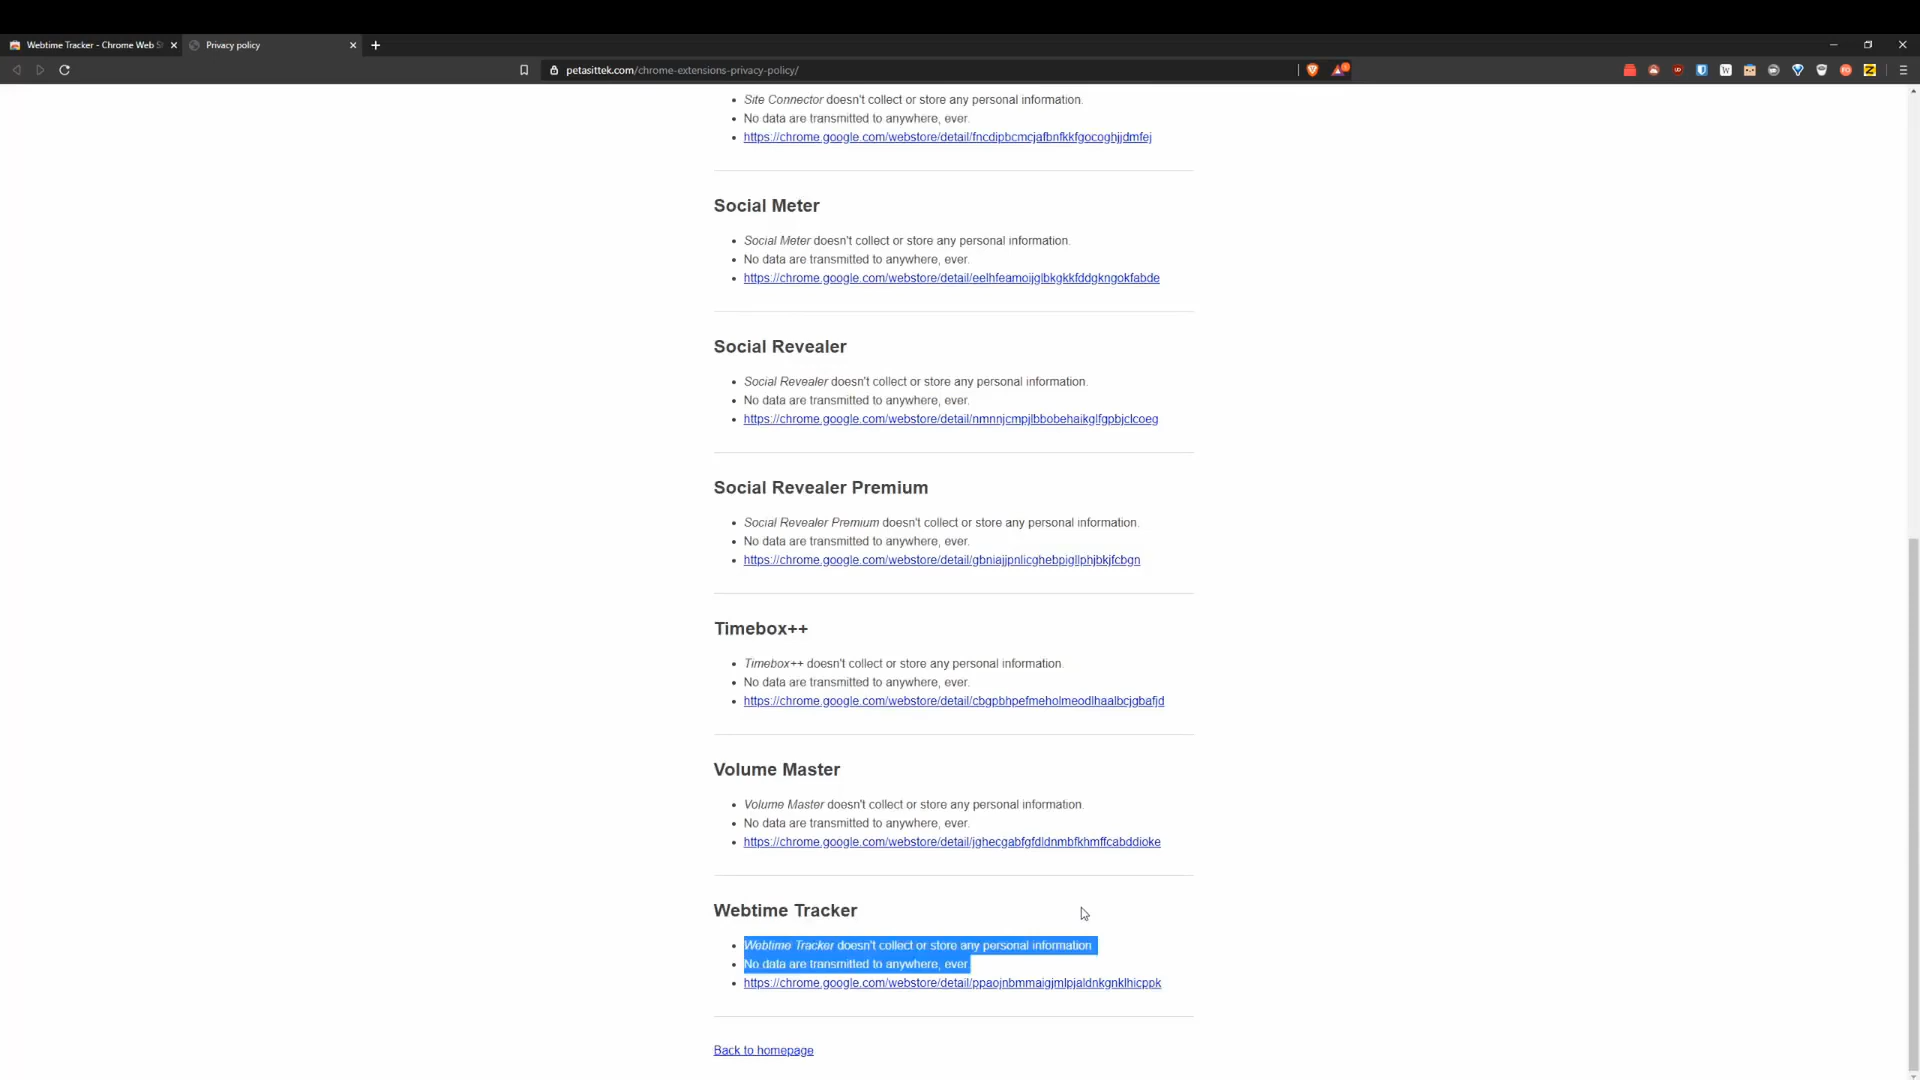 Webtime Tracker - Chrome Web S
Privacy policy
petasittek.com/chrome-extensions-privacy-policy/
Site Connector doesn't collect or store any personal information.
No data are transmitted to anywhere, ever.
https://chrome.google.com/webstore/detail/fncdipbcmcjafbnfkkfgocoghjjdmfej
Social Meter
Social Meter doesn't collect or store any personal information.
No data are transmitted to anywhere, ever.
https://chrome.google.com/webstore/detail/eelhfeamoijglbkgkkfddgkngokfabde
Social Revealer
Social Revealer doesn't collect or store any personal information.
No data are transmitted to anywhere, ever.
https://chrome.google.com/webstore/detail/nmnnjcmpjlbbobehaikglfgpbjclcoeg
Social Revealer Premium
Social Revealer Premium doesn't collect or store any personal information.
No data are transmitted to anywhere, ever.
https://chrome.google.com/webstore/detail/gbniajjpnlicghebpigllphjbkjfcbgn
Timebox++
Timebox++ doesn't collect or store any personal information.
No data are transmitted to anywhere, ever.
https://chrome.google.com/webstore/detail/cbgpbhpefmeholmeodlhaalbcjgbafjd
Volume Master
Volume Master doesn't collect or store any personal information.
No data are transmitted to anywhere, ever.
https://chrome.google.com/webstore/detail/jghecgabfgfdldnmbfkhmffcabddioke
Webtime Tracker
Webtime Tracker doesn't collect or store any personal information.
No data are transmitted to anywhere, ever.
https://chrome.google.com/webstore/detail/ppaojnbmmaigjmlpjaldnkgnklhicppk
Back to homepage